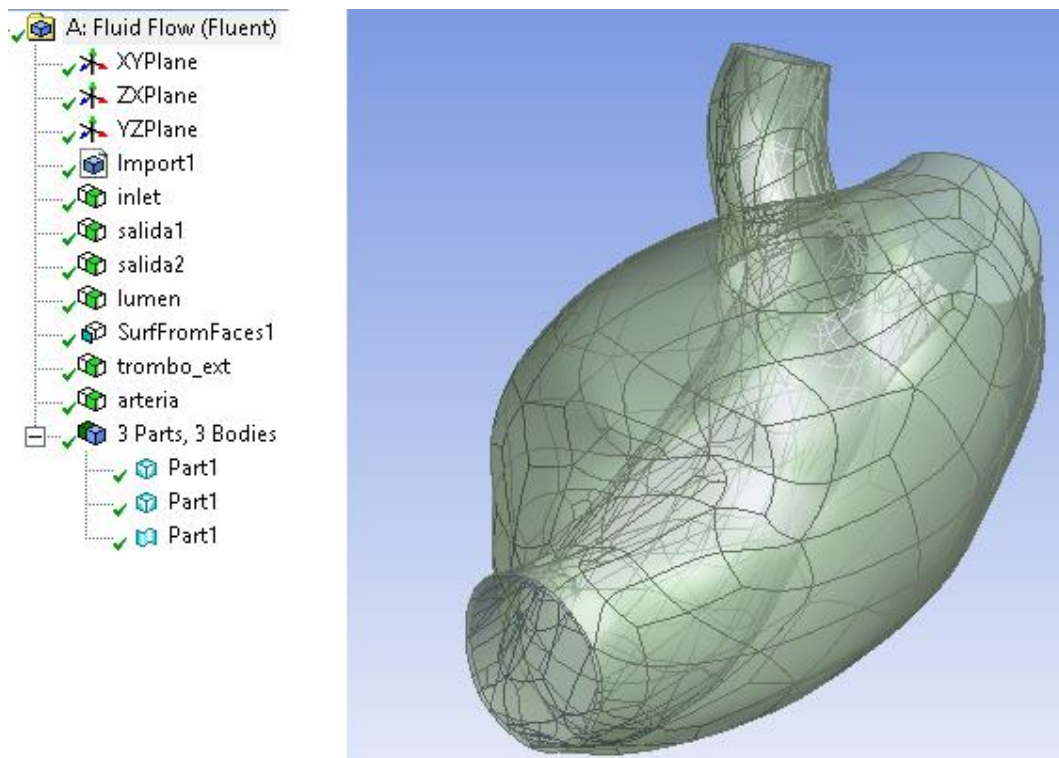 A: Fluid Flow (Fluent)
XYPlane
ZXPlane
YZPlane
Import1
inlet
salida1
salida2
lumen
SurfFromFaces1
trombo_ext
arteria
3 Parts, 3 Bodies
Part1
Part1
Part1